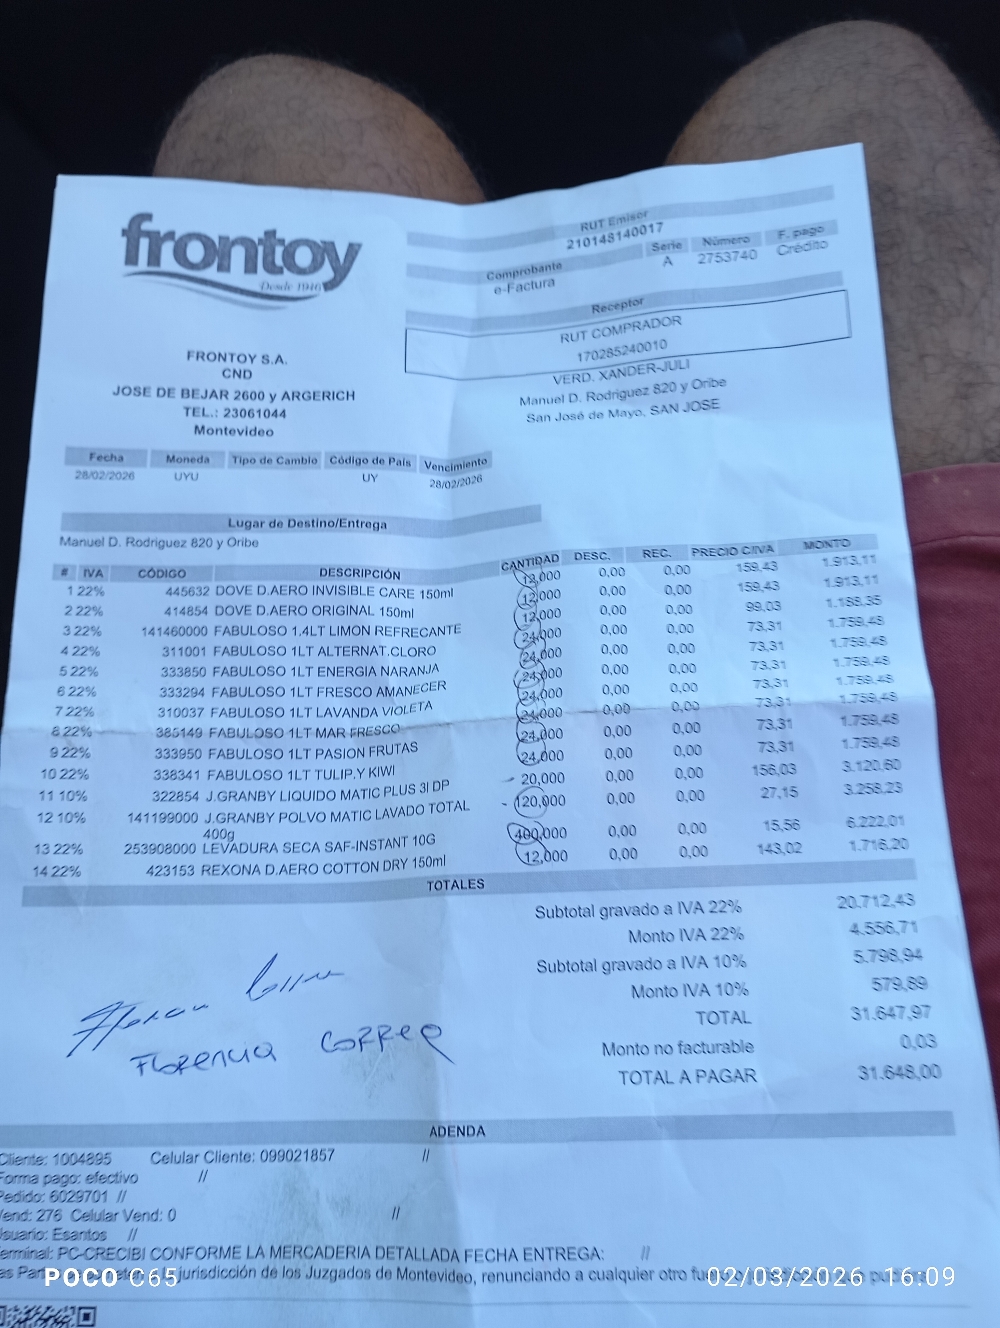 frontoy
Desde 1946
RUT Emisor
210148140017
Comprobante Serie Número F. pago
e-Factura A 2753740 Crédito
Receptor
RUT COMPRADOR
170285240010
VERD. XANDER-JULI
Manuel D. Rodriguez 820 y Oribe
San José de Mayo, SAN JOSE
FRONTOY S.A.
CND
JOSE DE BEJAR 2600 y ARGERICH
TEL.: 23061044
Montevideo
Fecha Moneda Tipo de Cambio Código de País Vencimiento
28/02/2026 UYU UY 28/02/2026
Lugar de Destino/Entrega
Manuel D. Rodriguez 820 y Oribe
# IVA CÓDIGO DESCRIPCIÓN CANTIDAD DESC. REC. PRECIO C/IVA MONTO
1 22% 445632 DOVE D.AERO INVISIBLE CARE 150ml 12,000 0,00 0,00 159,43 1.913,11
2 22% 414854 DOVE D.AERO ORIGINAL 150ml 12,000 0,00 0,00 159,43 1.913,11
3 22% 141460000 FABULOSO 1.4LT LIMON REFRECANTE 12,000 0,00 0,00 99,03 1.188,35
4 22% 311001 FABULOSO 1LT ALTERNAT.CLORO 24,000 0,00 0,00 73,31 1.759,48
5 22% 333850 FABULOSO 1LT ENERGIA NARANJA 24,000 0,00 0,00 73,31 1.759,48
6 22% 333294 FABULOSO 1LT FRESCO AMANECER 24,000 0,00 0,00 73,31 1.759,48
7 22% 310037 FABULOSO 1LT LAVANDA VIOLETA 24,000 0,00 0,00 73,31 1.759,48
8 22% 385149 FABULOSO 1LT MAR FRESCO 24,000 0,00 0,00 73,31 1.759,48
9 22% 333950 FABULOSO 1LT PASION FRUTAS 24,000 0,00 0,00 73,31 1.759,48
10 22% 338341 FABULOSO 1LT TULIP.Y KIWI 24,000 0,00 0,00 73,31 1.759,48
11 10% 322854 J.GRANBY LIQUIDO MATIC PLUS 3l DP 20,000 0,00 0,00 156,03 3.120,60
12 10% 141199000 J.GRANBY POLVO MATIC LAVADO TOTAL 120,000 0,00 0,00 27,15 3.258,23
400g
13 22% 253908000 LEVADURA SECA SAF-INSTANT 10G 400,000 0,00 0,00 15,56 6.222,01
14 22% 423153 REXONA D.AERO COTTON DRY 150ml 12,000 0,00 0,00 143,02 1.716,20
TOTALES
Subtotal gravado a IVA 22% 20.712,43
Monto IVA 22% 4.556,71
Subtotal gravado a IVA 10% 5.798,94
Monto IVA 10% 579,89
TOTAL 31.647,97
Monto no facturable 0,03
TOTAL A PAGAR 31.648,00
Florencia Correa
ADENDA
Cliente: 1004895 Celular Cliente: 099021857 //
Forma pago: efectivo //
Pedido: 6029701 //
Vend: 276 Celular Vend: 0 //
Usuario: Esantos //
erminal: PC-CRECIBI CONFORME LA MERCADERIA DETALLADA FECHA ENTREGA: //
jurisdicción de los Juzgados de Montevideo, renunciando a cualquier otro
POCO C65
02/03/2026 16:09